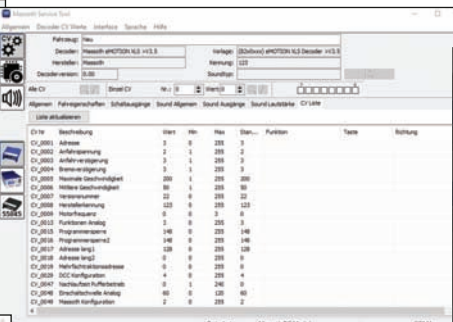 Massoth Service Tool
Allgemein Decoder CV Werte Interface Sprache Hilfe
Fahrzeug: Neu
Decoder: Massoth eMOTION XLS >V3.5 Vorlage: eMOTION XLS Decoder >V3.5
Hersteller: Massoth Kennung: 123
Decoderversion: 0.00 Soundtyp:
Alle CV Einzel CV Nr.: 0 Wert: 0
Allgemein Fahreigenschaften Schaltausgänge Sound Allgemein Sound Ausgänge Sound Lautstärke CV Liste
Liste aktualisieren
CV Nr Beschreibung Wert Min Max Stan... Funktion Taste Richtung
CV_0001 Adresse 3 0 255 3
CV_0002 Anfahrspannung 2 1 255 2
CV_0003 Anfahrverzögerung 3 1 255 3
CV_0004 Bremsverzögerung 3 1 255 3
CV_0005 Maximale Geschwindigkeit 200 1 255 200
CV_0006 Mittlere Geschwindigkeit 80 1 255 80
CV_0007 Versionsnummer 22 0 255 22
CV_0008 Herstellerkennung 123 0 255 123
CV_0009 Motorfrequenz 0 0 3 0
CV_0013 Funktionen Analog 3 0 255 3
CV_0015 Programmiersperre 148 0 255 148
CV_0016 Programmiersperre2 148 0 255 148
CV_0017 Adresse lang1 128 0 255 128
CV_0018 Adresse lang2 0 0 255 0
CV_0019 Mehrfachtraktionsadresse 0 0 255 0
CV_0029 DCC Konfiguration 4 0 255 4
CV_0047 Nachlaufzeit Pufferbetrieb 0 1 240 0
CV_0048 Einschaltschwelle Analog 60 0 120 60
CV_0049 Massoth Konfiguration 2 0 255 2